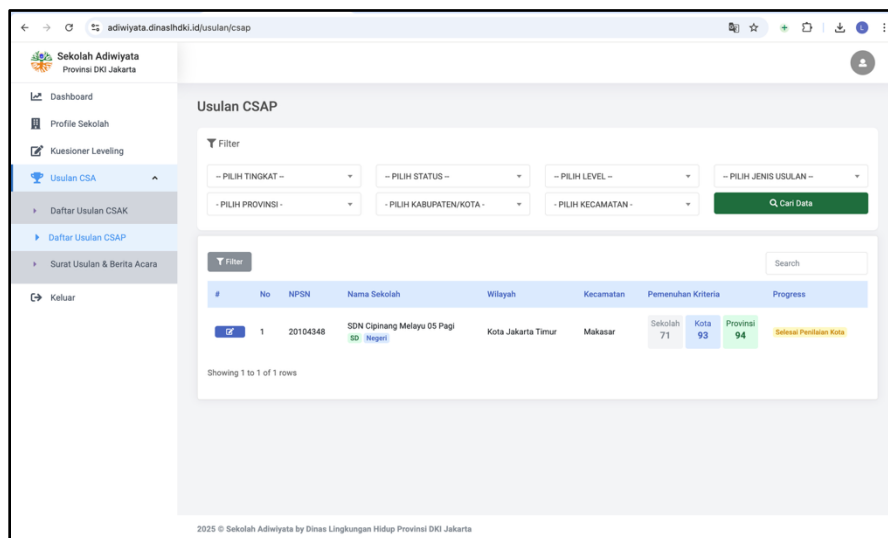 adiwiyata.dinaslhdki.id/usulan/csap
L
Sekolah Adiwiyata
Provinsi DKI Jakarta
Dashboard
Profile Sekolah
Kuesioner Leveling
Usulan CSA
Daftar Usulan CSAK
Daftar Usulan CSAP
Surat Usulan & Berita Acara
Keluar
Usulan CSAP
Filter
-- PILIH TINGKAT -- -- PILIH STATUS -- -- PILIH LEVEL -- -- PILIH JENIS USULAN --
- PILIH PROVINSI - - PILIH KABUPATEN/KOTA - - PILIH KECAMATAN - Cari Data
Filter Search
# No NPSN Nama Sekolah Wilayah Kecamatan Pemenuhan Kriteria Progress
1 20104348 SDN Cipinang Melayu 05 Pagi Kota Jakarta Timur Makasar Sekolah Kota Provinsi Selesai Penilaian Kota
SD Negeri 71 93 94
Showing 1 to 1 of 1 rows
2025 © Sekolah Adiwiyata by Dinas Lingkungan Hidup Provinsi DKI Jakarta